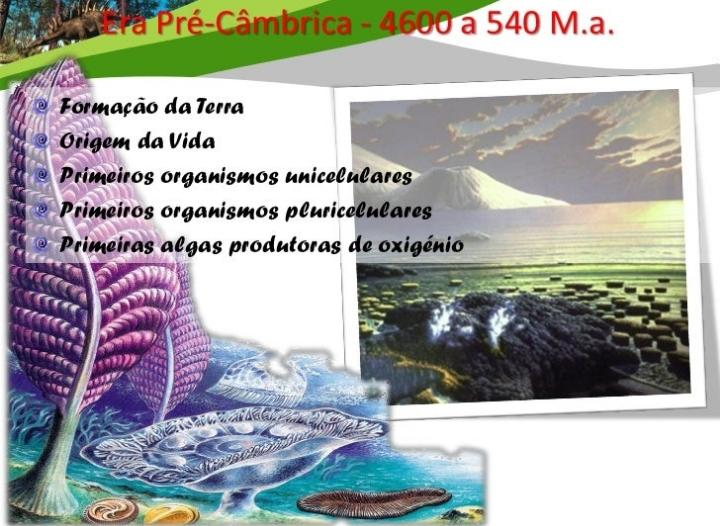 Era Pré-Câmbrica - 4600 a 540 M.a.
Formação da Terra
Origem da Vida
Primeiros organismos unicelulares
Primeiros organismos pluricelulares
Primeiras algas produtoras de oxigénio